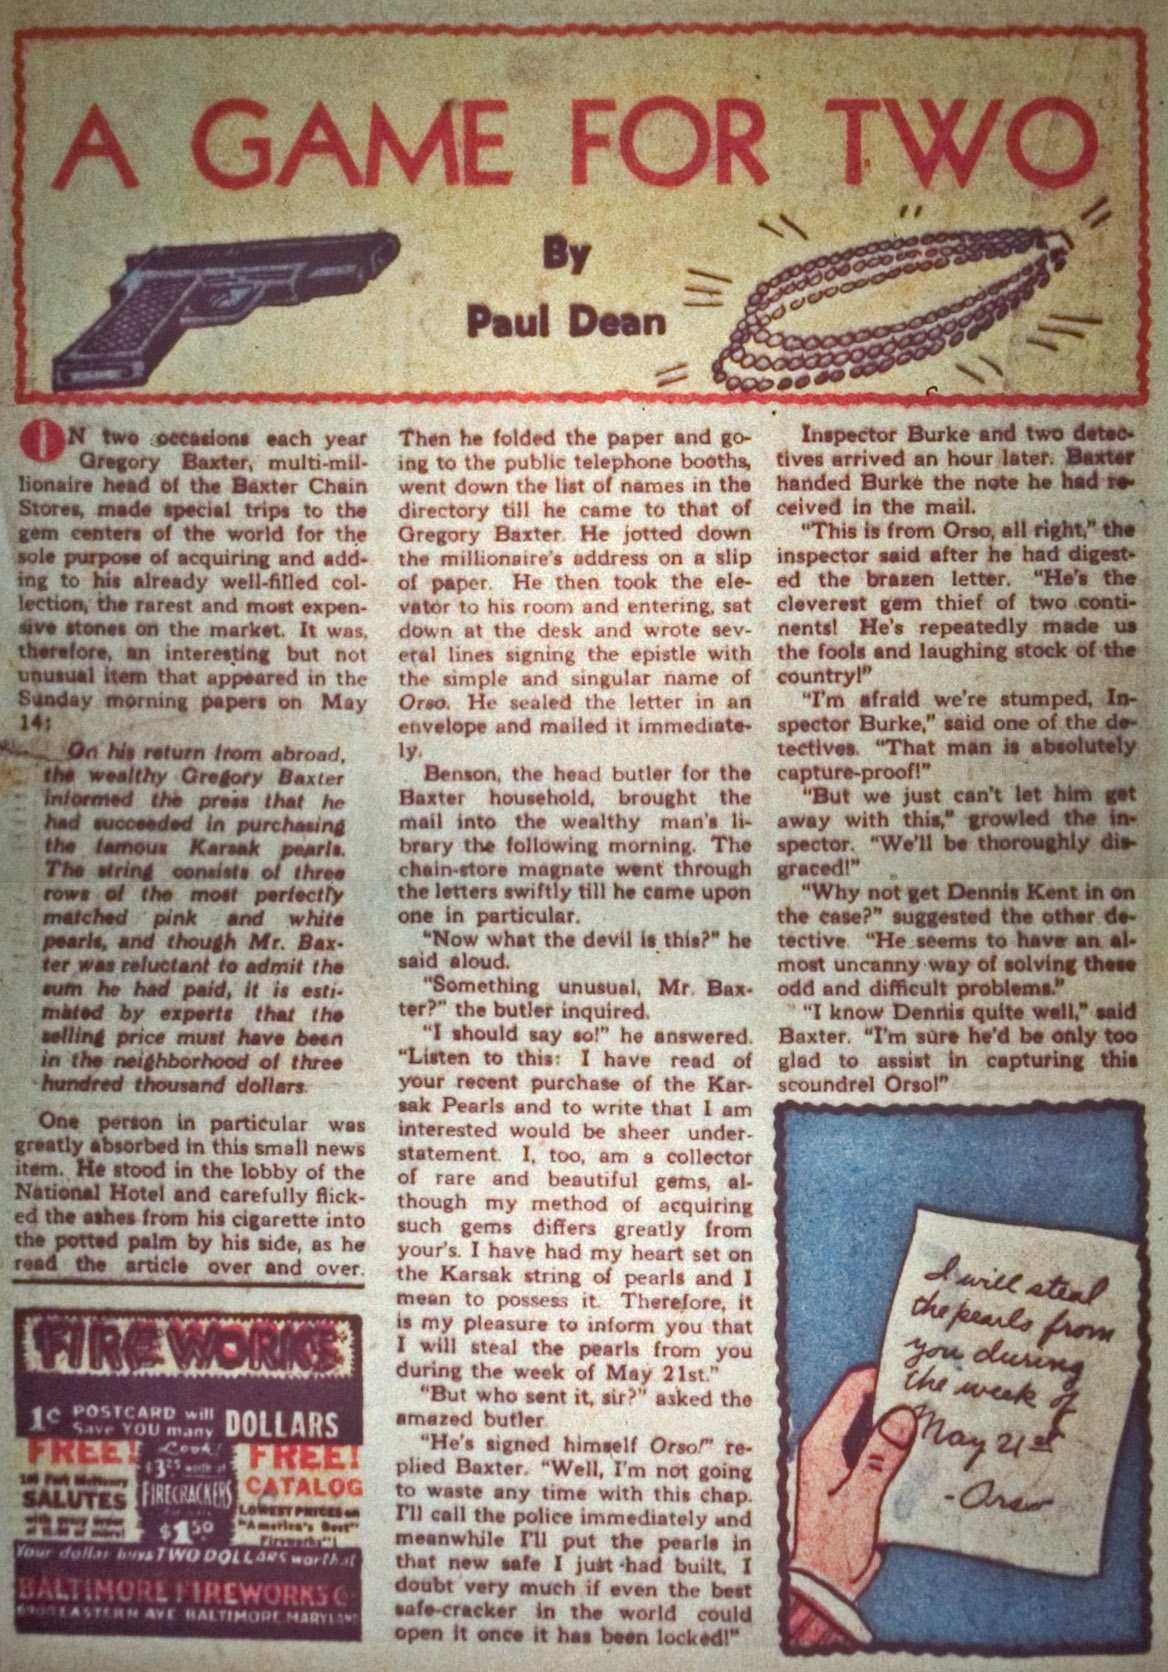 A GAME FOR TWO
By
Paul Dean
IN two occasions each year
Gregory Baxter, multi-mil-
lionaire head of the Baxter Chain
Stores, made special trips to the
gem centers of the world for the
sole purpose of acquiring and add-
ing to his already well-filled col-
lection, the rarest and most expen-
sive stones on the market. It was,
therefore, an interesting but not
unusual item that appeared in the
Sunday morning papers on May
14:
On his return from abroad,
the wealthy Gregory Baxter
informed the press that he
had succeeded in purchasing
the famous Karsak pearls.
The string consists of three
rows of the most perfectly
matched pink and white
pearls, and though Mr. Bax-
ter was reluctant to admit the
sum he had paid, it is esti-
mated by experts that the
selling price must have been
in the neighborhood of three
hundred thousand dollars.
One person in particular was
greatly absorbed in this small news
item. He stood in the lobby of the
National Hotel and carefully flick-
ed the ashes from his cigarette into
the potted palm by his side, as he
read the article over and over.
Then he folded the paper and go-
ing to the public telephone booths,
went down the list of names in the
directory till he came to that of
Gregory Baxter. He jotted down
the millionaire's address on a slip
of paper. He then took the ele-
vator to his room and entering, sat
down at the desk and wrote sev-
eral lines signing the epistle with
the simple and singular name of
Orso. He sealed the letter in an
envelope and mailed it immediate-
ly.
Benson, the head butler for the
Baxter household, brought the
mail into the wealthy man's li-
brary the following morning. The
chain-store magnate went through
the letters swiftly till he came upon
one in particular.
"Now what the devil is this?" he
said aloud.
"Something unusual, Mr. Bax-
ter?" the butler inquired.
"I should say so!" he answered.
"Listen to this: I have read of
your recent purchase of the Kar-
sak Pearls and to write that I am
interested would be sheer under-
statement. I, too, am a collector
of rare and beautiful gems, al-
though my method of acquiring
such gems differs greatly from
your's. I have had my heart set on
the Karsak string of pearls and I
mean to possess it. Therefore, it
is my pleasure to inform you that
I will steal the pearls from you
during the week of May 21st."
"But who sent it, sir?" asked the
amazed butler.
"He's signed himself Orso!" re-
plied Baxter. "Well, I'm not going
to waste any time with this chap.
I'll call the police immediately and
meanwhile I'll put the pearls in
that new safe I just had built. I
doubt very much if even the best
safe-cracker in the world could
open it once it has been locked!"
Inspector Burke and two detec-
tives arrived an hour later. Baxter
handed Burke the note he had re-
ceived in the mail.
"This is from Orso, all right," the
inspector said after he had digest-
ed the brazen letter. "He's the
cleverest gem thief of two conti-
nents! He's repeatedly made us
the fools and laughing stock of the
country!"
"I'm afraid we're stumped, In-
spector Burke," said one of the de-
tectives. "That man is absolutely
capture-proof!"
"But we just can't let him get
away with this," growled the in-
spector. "We'll be thoroughly dis-
graced!"
"Why not get Dennis Kent in on
the case?" suggested the other de-
tective. "He seems to have an al-
most uncanny way of solving these
odd and difficult problems."
"I know Dennis quite well," said
Baxter. "I'm sure he'd be only too
glad to assist in capturing this
scoundrel Orso!"
I will steal
the pearls from
you during
the week of
May 21st
-Orso
FIREWORKS
1c POSTCARD will
Save YOU many DOLLARS
FREE!
SALUTES
Look!
$3.75 worth of
FIRECRACKERS
$1.50
FREE!
CATALOG
LOWEST PRICES on
"America's Best"
Fireworks!
Your dollar buys TWO DOLLARS worth at
BALTIMORE FIREWORKS CO
EASTERN AVE BALTIMORE MARYLAND